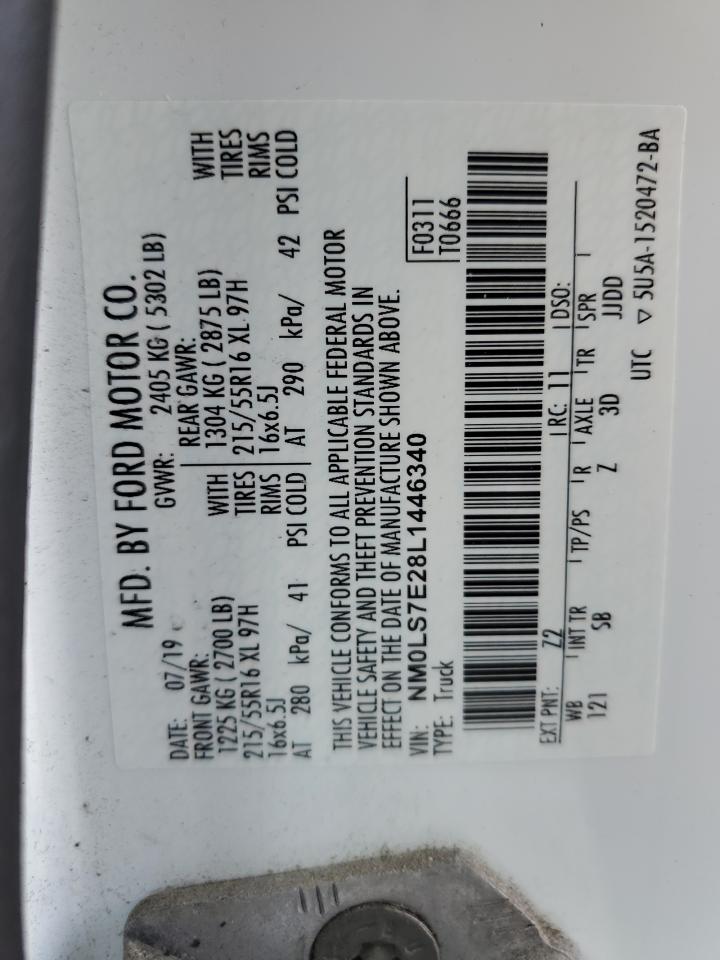 MFD. BY FORD MOTOR CO.
DATE: 07/19 GVWR: 2405 KG ( 5302 LB)
FRONT GAWR: REAR GAWR:
1225 KG ( 2700 LB) WITH 1304 KG ( 2875 LB) WITH
215/55R16 XL 97H TIRES 215/55R16 XL 97H TIRES
16x6.5J RIMS 16x6.5J RIMS
AT 280 kPa/ 41 PSI COLD AT 290 kPa/ 42 PSI COLD
THIS VEHICLE CONFORMS TO ALL APPLICABLE FEDERAL MOTOR
VEHICLE SAFETY AND THEFT PREVENTION STANDARDS IN
EFFECT ON THE DATE OF MANUFACTURE SHOWN ABOVE.
VIN: NM0LS7E28L1446340 F0311
TYPE: Truck T0666
EXT PNT: Z2 RC: 11 DSO:
WB INT TR TP/PS R AXLE TR SPR
121 SB Z 3D JJDD
UTC ▽ 5U5A-1520472-BA